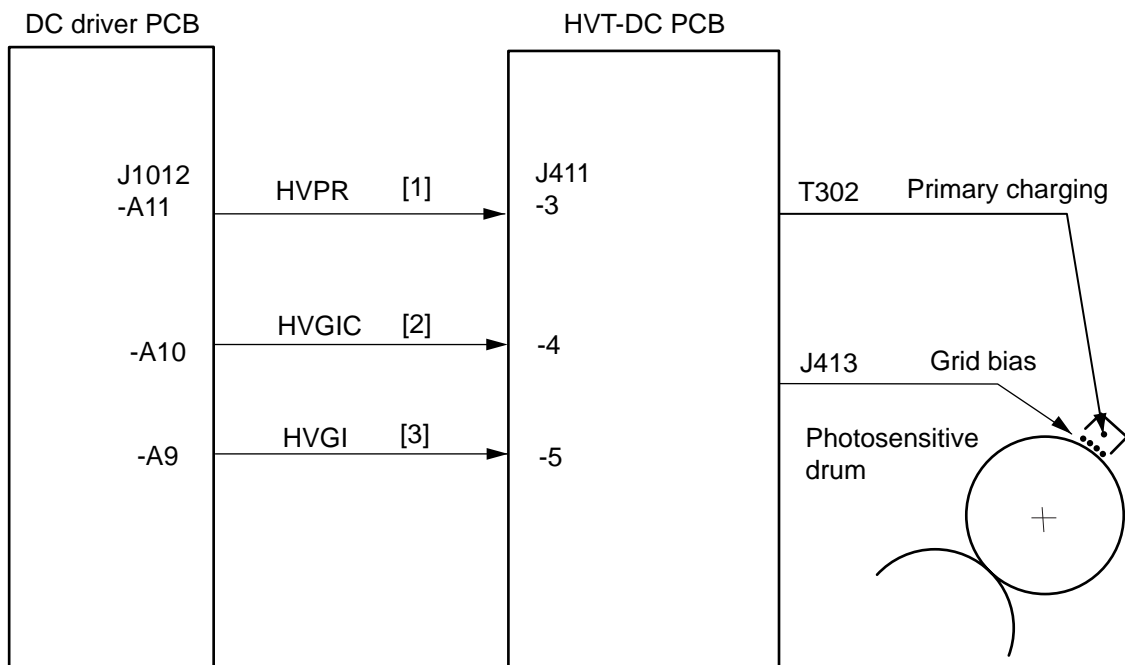 DC driver PCB
HVT-DC PCB
J1012
-A11
HVPR [1]
J411
-3
T302
Primary charging
-A10
HVGIC [2]
-4
J413
Grid bias
-A9
HVGI [3]
-5
Photosensitive
drum